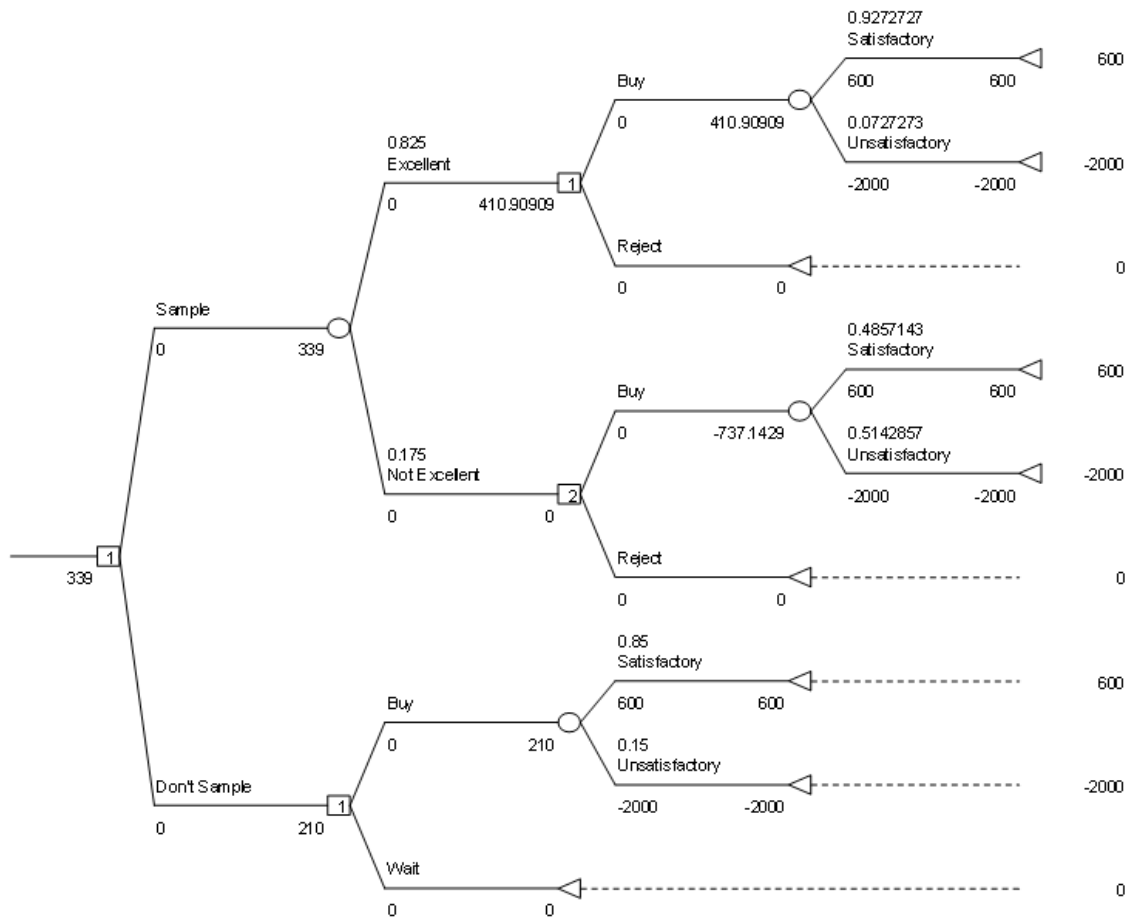 0.9272727
Satisfactory
600
600 600
Buy
0 410.90909
0.0727273
Unsatisfactory
-2000
-2000 -2000
0.825
Excellent
1
0 410.90909
Reject
0
0 0
Sample
0 339
0.4857143
Satisfactory
600
600 600
Buy
0 -737.1429
0.5142857
Unsatisfactory
-2000
-2000 -2000
0.175
Not Excellent
2
0 0
Reject
0
0 0
1
339
0.85
Satisfactory
600
600 600
Buy
0 210
0.15
Unsatisfactory
-2000
-2000 -2000
Don't Sample
1
0 210
Wait
0
0 0